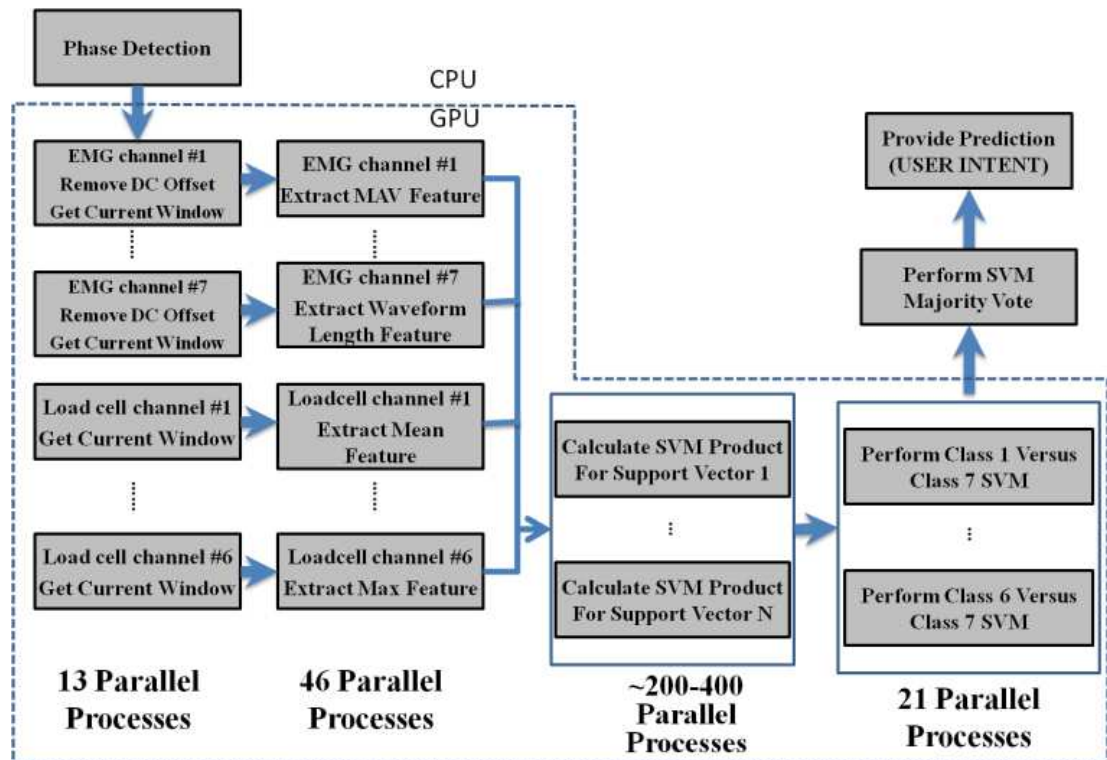 Phase Detection
CPU
GPU
EMG channel #1
Remove DC Offset
Get Current Window
EMG channel #1
Extract MAV Feature
EMG channel #7
Remove DC Offset
Get Current Window
EMG channel #7
Extract Waveform
Length Feature
Load cell channel #1
Get Current Window
Loadcell channel #1
Extract Mean
Feature
Load cell channel #6
Get Current Window
Loadcell channel #6
Extract Max Feature
13 Parallel
Processes
46 Parallel
Processes
Calculate SVM Product
For Support Vector 1
Calculate SVM Product
For Support Vector N
~200-400
Parallel
Processes
Perform Class 1 Versus
Class 7 SVM
Perform Class 6 Versus
Class 7 SVM
21 Parallel
Processes
Perform SVM
Majority Vote
Provide Prediction
(USER INTENT)